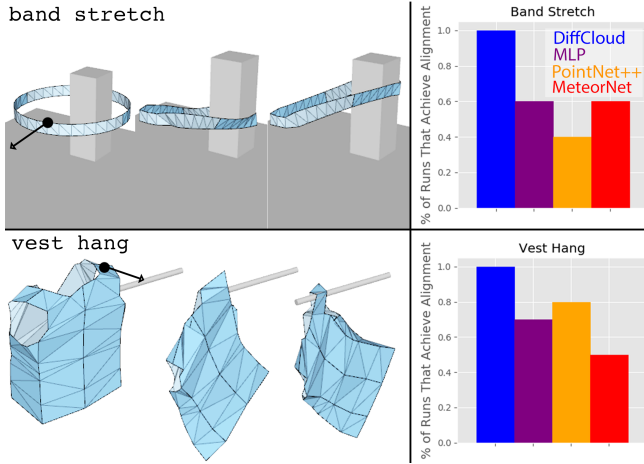 band stretch
Band Stretch
% of Runs That Achieve Alignment
1.0
0.8
0.6
0.4
0.2
0.0
DiffCloud
MLP
PointNet++
MeteorNet
vest hang
Vest Hang
% of Runs That Achieve Alignment
1.0
0.8
0.6
0.4
0.2
0.0